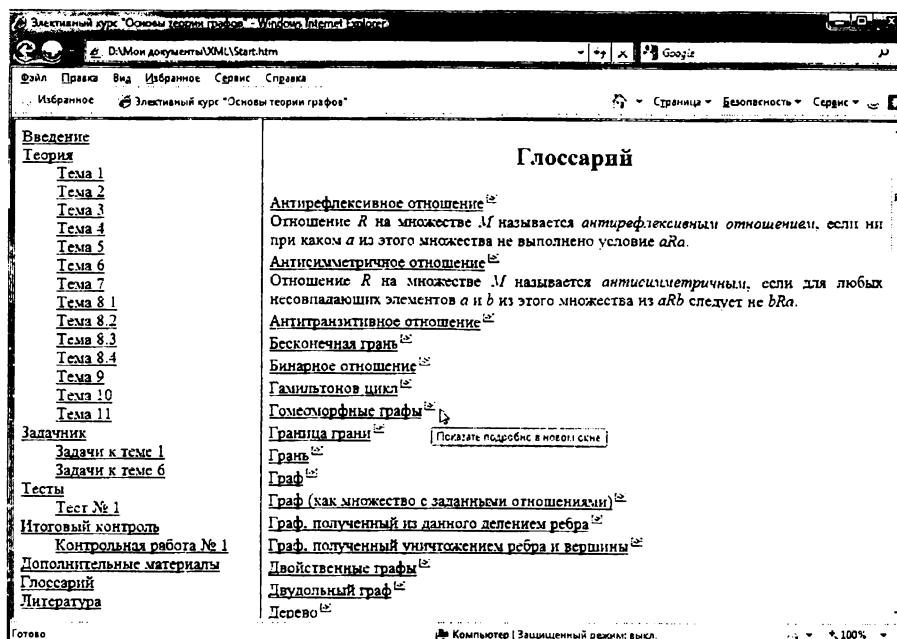 Элективный курс "Основы теории графов" - Windows Internet Explorer
D:\Мои документы\XML\Start.htm
Google
Файл Правка Вид Избранное Сервис Справка
Избранное Элективный курс "Основы теории графов"
Страница Безопасность Сервис
Введение
Теория
Тема 1
Тема 2
Тема 3
Тема 4
Тема 5
Тема 6
Тема 7
Тема 8.1
Тема 8.2
Тема 8.3
Тема 8.4
Тема 9
Тема 10
Тема 11
Задачник
Задачи к теме 1
Задачи к теме 6
Тесты
Тест № 1
Итоговый контроль
Контрольная работа № 1
Дополнительные материалы
Глоссарий
Литература
Глоссарий
Антирефлексивное отношение
Отношение R на множестве M называется антирефлексивным отношением, если ни
при каком a из этого множества не выполнено условие aRa.
Антисимметричное отношение
Отношение R на множестве M называется антисимметричным, если для любых
несовпадающих элементов a и b из этого множества из aRb следует не bRa.
Антитранзитивное отношение
Бесконечная грань
Бинарное отношение
Гамильтонов цикл
Гомеоморфные графы
Показать подробно в новом окне
Граница грани
Грань
Граф
Граф (как множество с заданными отношениями)
Граф, полученный из данного делением ребра
Граф, полученный уничтожением ребра и вершины
Двойственные графы
Двудольный граф
Дерево
Готово
Компьютер | Защищенный режим: выкл.
100%